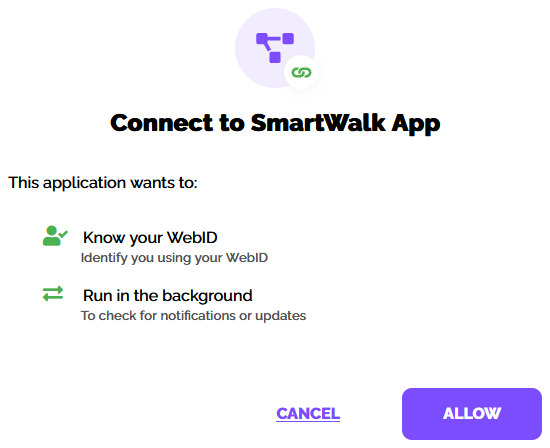 Connect to SmartWalk App
This application wants to:
Know your WebID
Identify you using your WebID
Run in the background
To check for notifications or updates
CANCEL
ALLOW